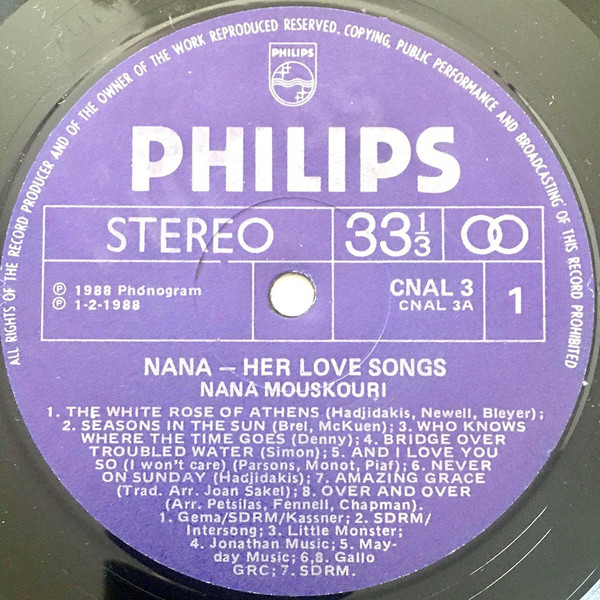 ALL RIGHTS OF THE RECORD PRODUCER AND OF THE OWNER OF THE WORK REPRODUCED RESERVED. COPYING, PUBLIC PERFORMANCE AND BROADCASTING OF THIS RECORD PROHIBITED
PHILIPS
PHILIPS
STEREO
33 1/3
℗ 1988 Phonogram
℗ 1-2-1988
CNAL 3
CNAL 3A
1
NANA – HER LOVE SONGS
NANA MOUSKOURI
1. THE WHITE ROSE OF ATHENS (Hadjidakis, Newell, Bleyer);
2. SEASONS IN THE SUN (Brel, McKuen); 3. WHO KNOWS
WHERE THE TIME GOES (Denny); 4. BRIDGE OVER
TROUBLED WATER (Simon); 5. AND I LOVE YOU
SO (I won't care) (Parsons, Monot, Piaf); 6. NEVER
ON SUNDAY (Hadjidakis); 7. AMAZING GRACE
(Trad. Arr. Joan Sakel); 8. OVER AND OVER
(Arr. Petsilas, Fennell, Chapman).
1. Gema/SDRM/Kassner; 2. SDRM/
Intersong; 3. Little Monster;
4. Jonathan Music; 5. May-
day Music; 6,8. Gallo
GRC; 7. SDRM.